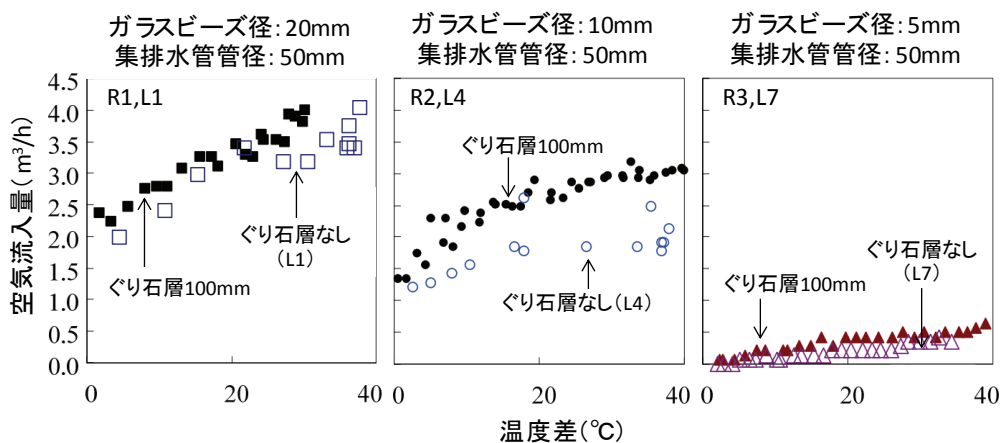 ガラスビーズ径：20mm
集排水管管径：50mm
ガラスビーズ径：10mm
集排水管管径：50mm
ガラスビーズ径：5mm
集排水管管径：50mm
空気流入量（m³/h）
4.5
4.0
3.5
3.0
2.5
2.0
1.5
1.0
0.5
0.0
R1,L1
ぐり石層なし
（L1）
ぐり石層100mm
0
20
40
R2,L4
ぐり石層100mm
ぐり石層なし（L4）
0
20
40
R3,L7
ぐり石層なし
（L7）
ぐり石層100mm
0
20
40
温度差（℃）